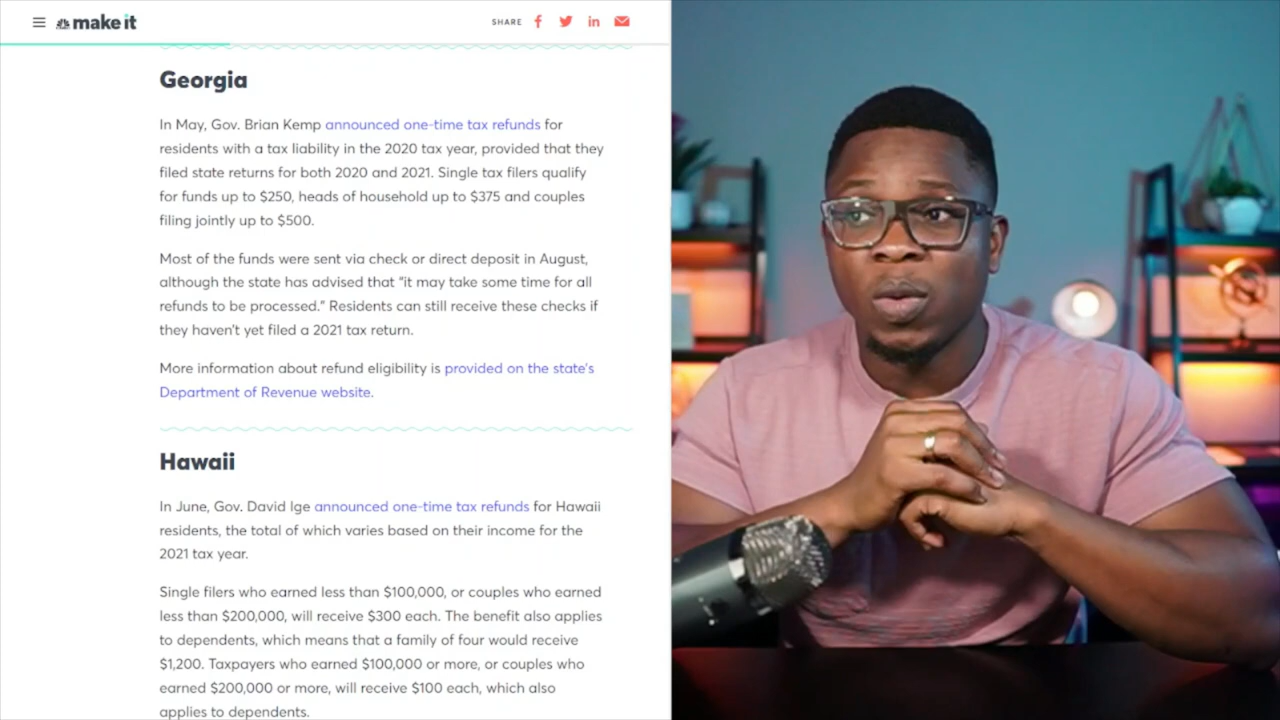 make it
SHARE
Georgia
In May, Gov. Brian Kemp announced one-time tax refunds for
residents with a tax liability in the 2020 tax year, provided that they
filed state returns for both 2020 and 2021. Single tax filers qualify
for funds up to $250, heads of household up to $375 and couples
filing jointly up to $500.
Most of the funds were sent via check or direct deposit in August,
although the state has advised that “it may take some time for all
refunds to be processed.” Residents can still receive these checks if
they haven’t yet filed a 2021 tax return.
More information about refund eligibility is provided on the state’s
Department of Revenue website.
Hawaii
In June, Gov. David Ige announced one-time tax refunds for Hawaii
residents, the total of which varies based on their income for the
2021 tax year.
Single filers who earned less than $100,000, or couples who earned
less than $200,000, will receive $300 each. The benefit also applies
to dependents, which means that a family of four would receive
$1,200. Taxpayers who earned $100,000 or more, or couples who
earned $200,000 or more, will receive $100 each, which also
applies to dependents.